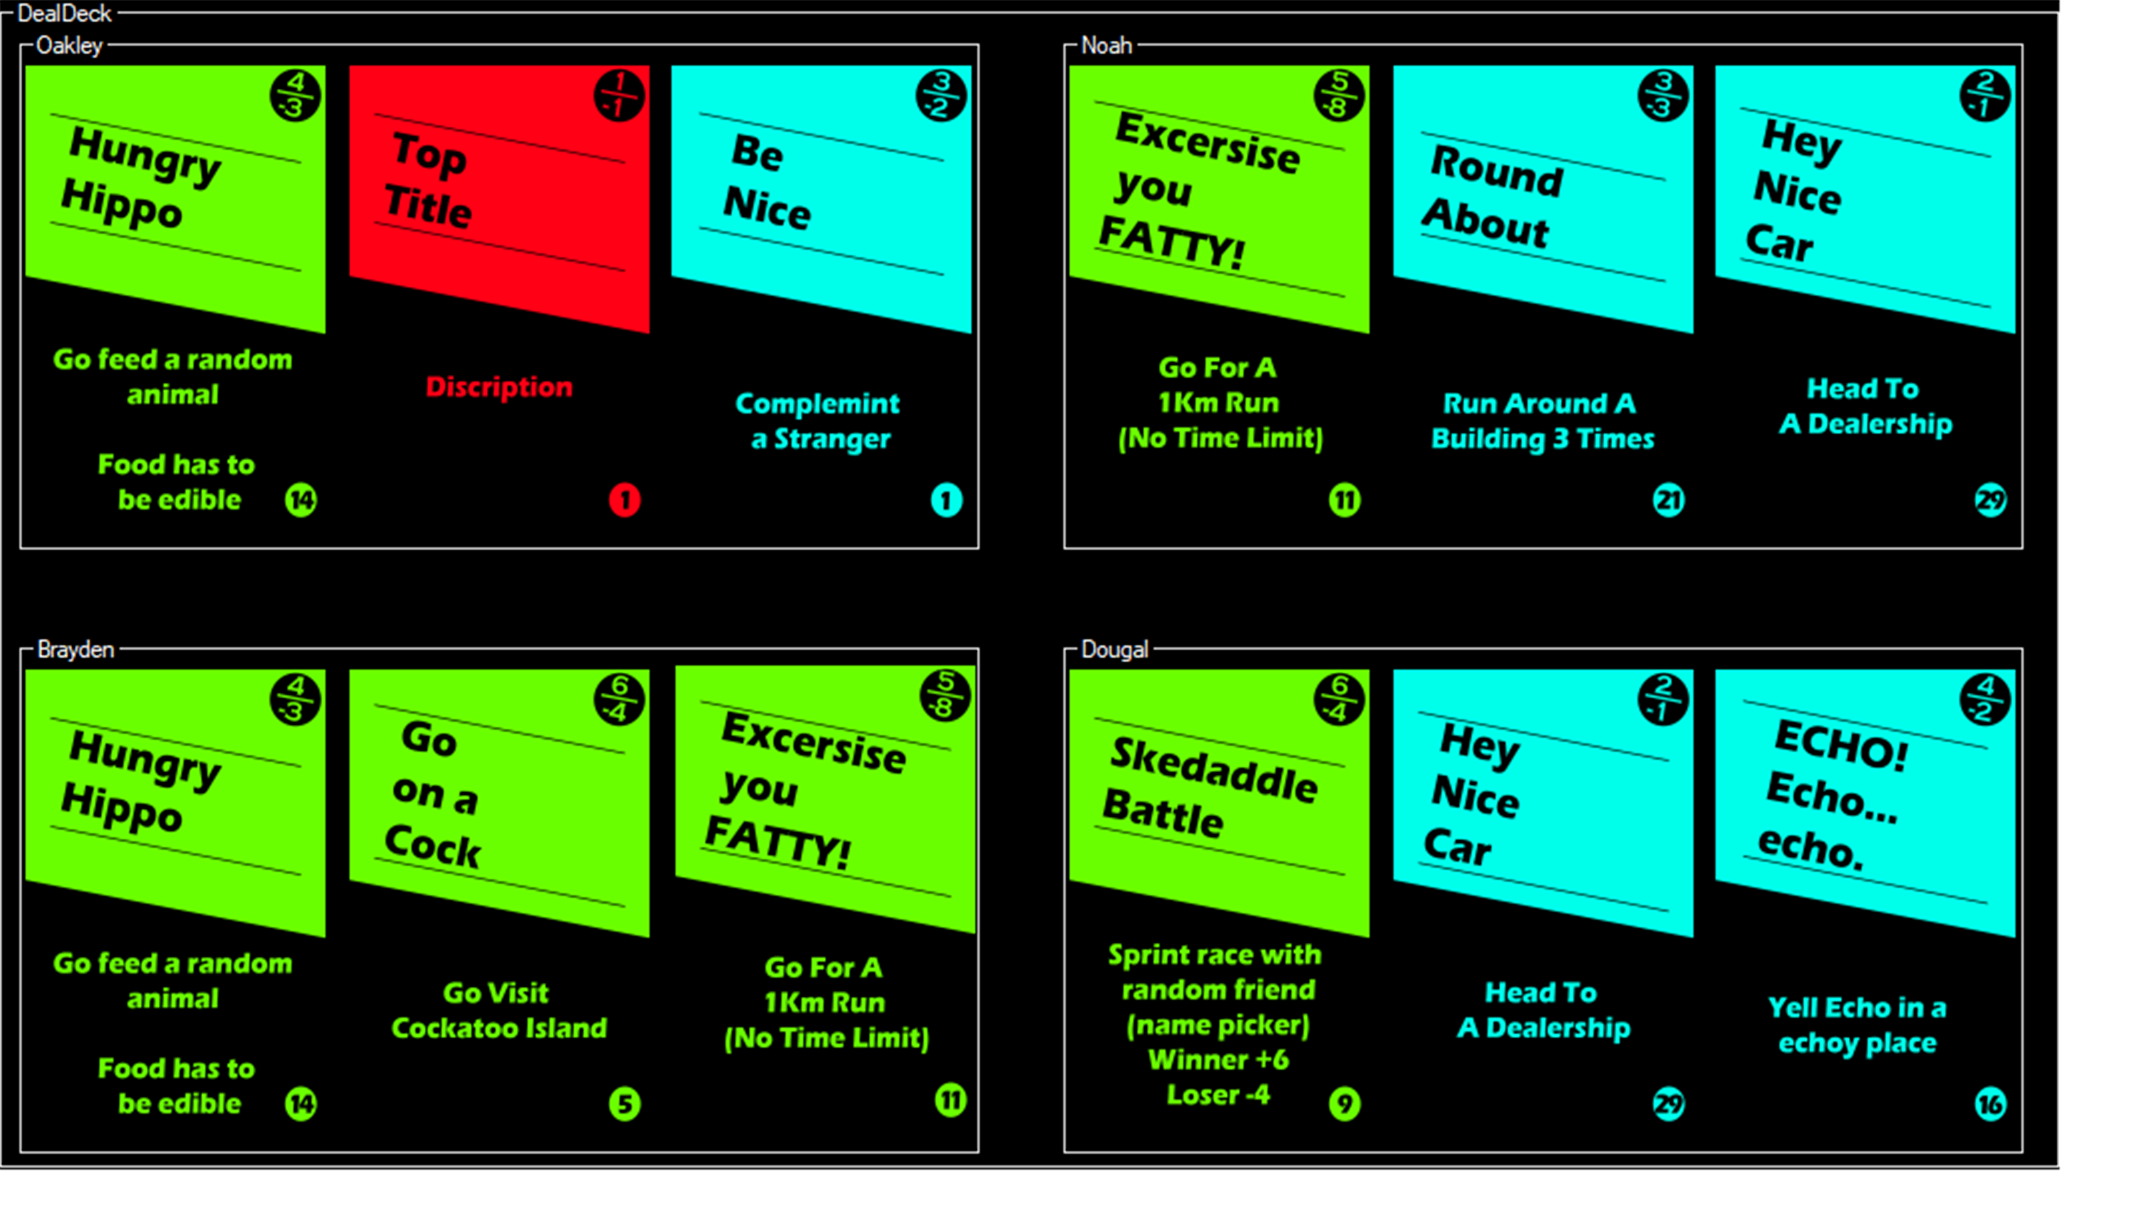 DealDeck
Oakley
4
-3
Hungry
Hippo
Go feed a random
animal
Food has to
be edible
14
1
-1
Top
Title
Discription
1
3
-2
Be
Nice
Complemint
a Stranger
1
Noah
5
-8
Excersise
you
FATTY!
Go For A
1Km Run
(No Time Limit)
11
3
-3
Round
About
Run Around A
Building 3 Times
21
2
-1
Hey
Nice
Car
Head To
A Dealership
29
Brayden
4
-3
Hungry
Hippo
Go feed a random
animal
Food has to
be edible
14
6
-4
Go
on a
Cock
Go Visit
Cockatoo Island
5
5
-8
Excersise
you
FATTY!
Go For A
1Km Run
(No Time Limit)
11
Dougal
6
-4
Skedaddle
Battle
Sprint race with
random friend
(name picker)
Winner +6
Loser -4
9
2
-1
Hey
Nice
Car
Head To
A Dealership
29
4
-2
ECHO!
Echo...
echo.
Yell Echo in a
echoy place
16